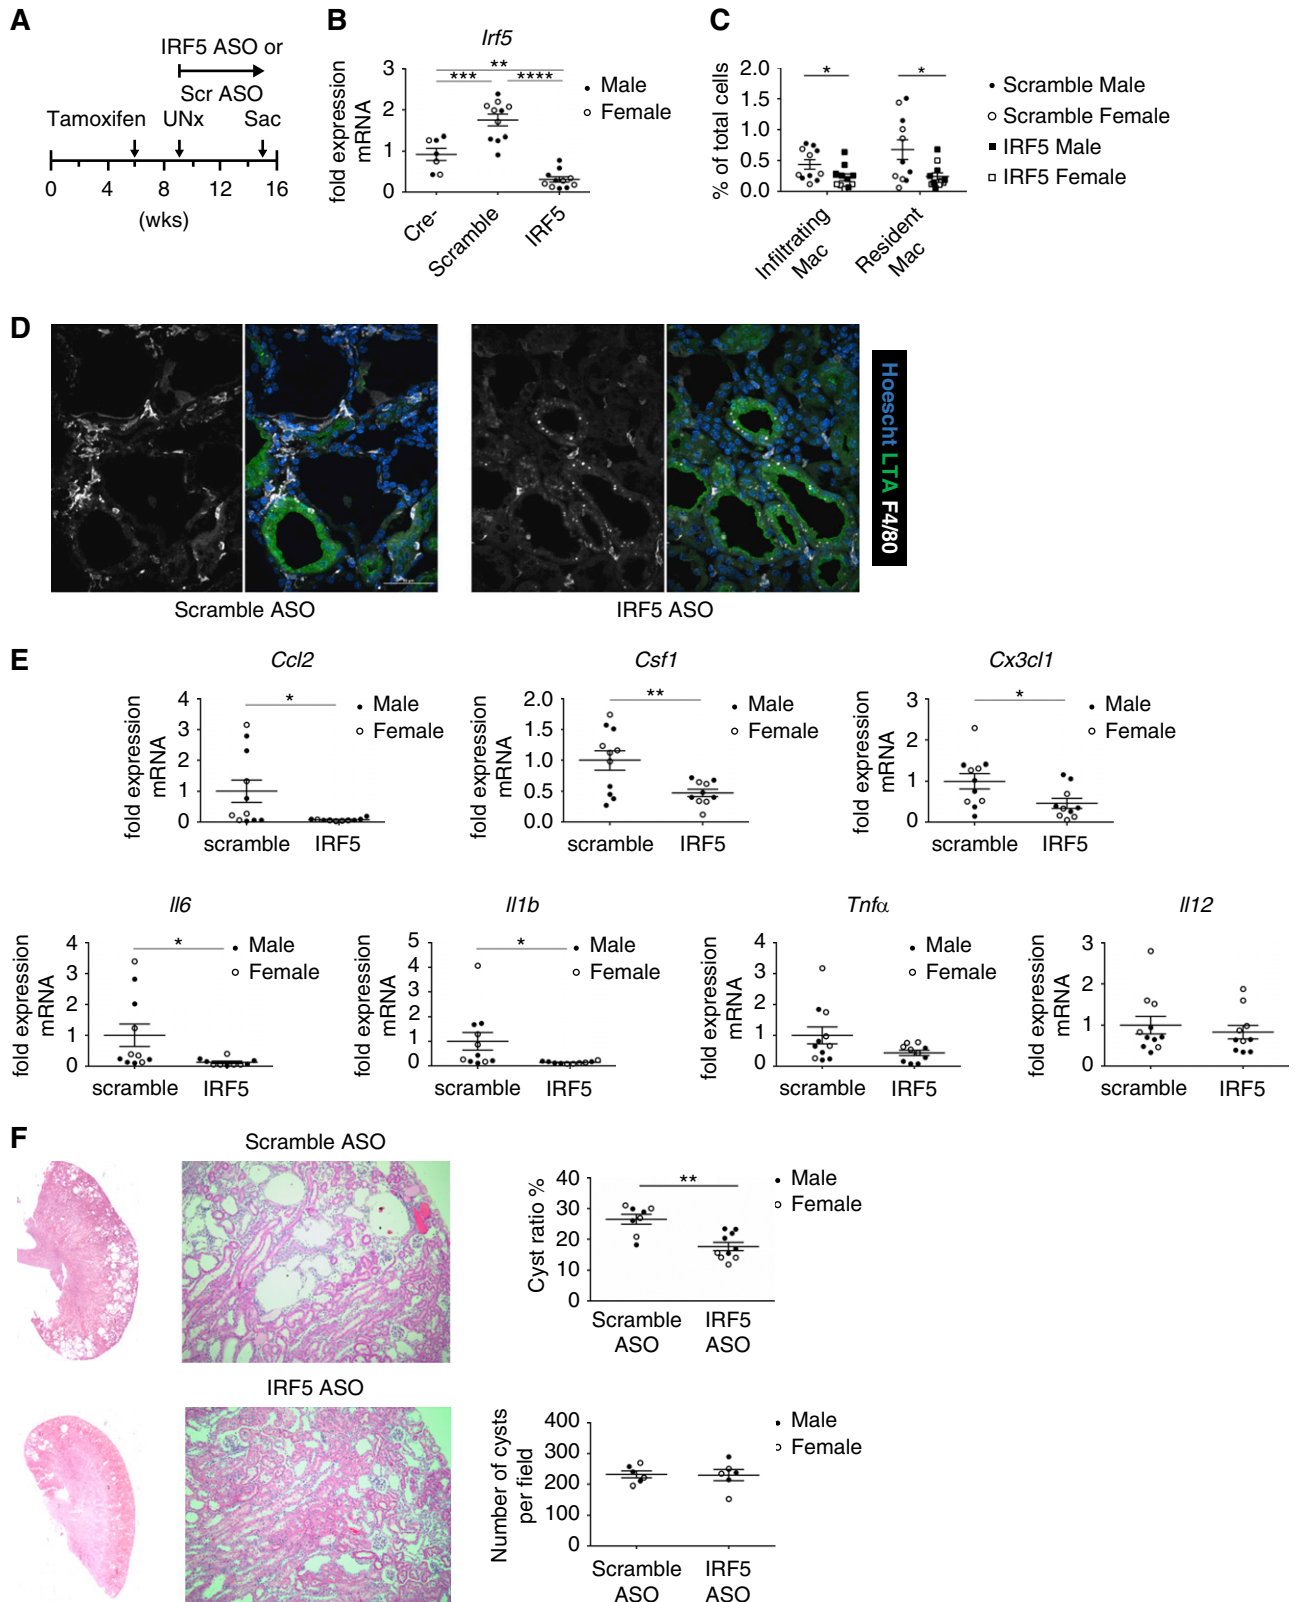 A
IRF5 ASO or
Scr ASO
Tamoxifen UNx Sac
0 4 8 12 16
(wks)
B
Irf5
fold expression
mRNA
3
2
1
0
** 
*** ****
Male
Female
Cre-
Scramble
IRF5
C
% of total cells
2.0
1.5
1.0
0.5
0.0
* *
Scramble Male
Scramble Female
IRF5 Male
IRF5 Female
Infiltrating
Mac
Resident
Mac
D
Scramble ASO
IRF5 ASO
Hoescht LTA F4/80
E
Ccl2
fold expression
mRNA
4
3
2
1
0
*
Male
Female
scramble IRF5
Csf1
fold expression
mRNA
2.0
1.5
1.0
0.5
0.0
**
Male
Female
scramble IRF5
Cx3cl1
fold expression
mRNA
3
2
1
0
*
Male
Female
scramble IRF5
Il6
fold expression
mRNA
4
3
2
1
0
*
Male
Female
scramble IRF5
Il1b
fold expression
mRNA
5
4
3
2
1
0
*
Male
Female
scramble IRF5
Tnfα
fold expression
mRNA
4
3
2
1
0
Male
Female
scramble IRF5
Il12
fold expression
mRNA
3
2
1
0
scramble IRF5
F
Scramble ASO
IRF5 ASO
Cyst ratio %
40
30
20
10
0
**
Male
Female
Scramble
ASO
IRF5
ASO
Number of cysts
per field
400
300
200
100
0
Male
Female
Scramble
ASO
IRF5
ASO